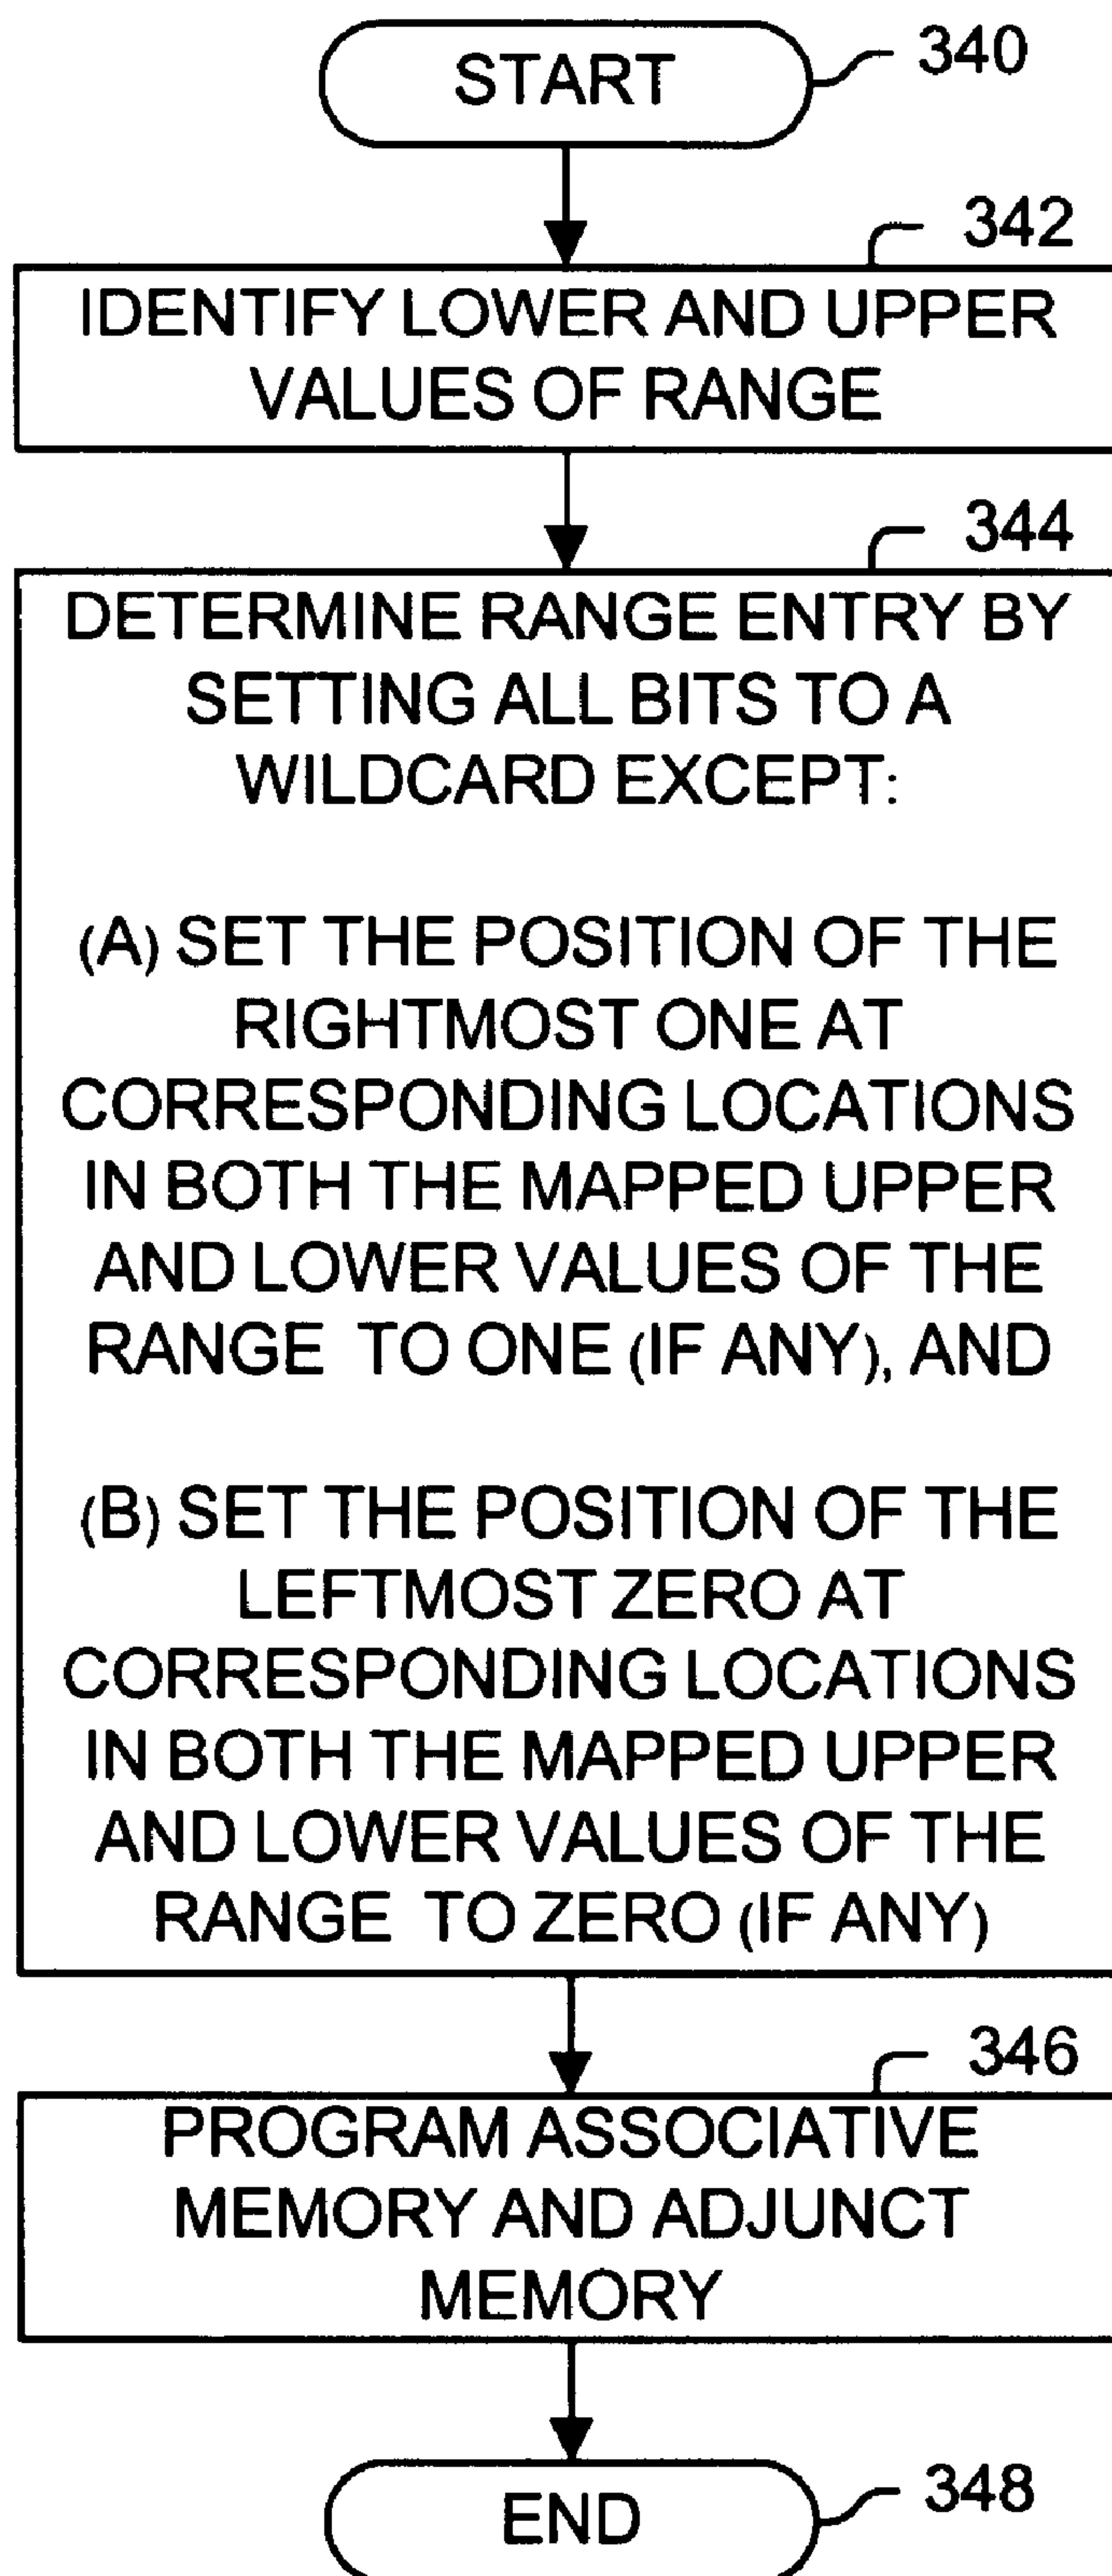 START
340
342
IDENTIFY LOWER AND UPPER
VALUES OF RANGE
344
DETERMINE RANGE ENTRY BY
SETTING ALL BITS TO A
WILDCARD EXCEPT:
(A) SET THE POSITION OF THE
RIGHTMOST ONE AT
CORRESPONDING LOCATIONS
IN BOTH THE MAPPED UPPER
AND LOWER VALUES OF THE
RANGE TO ONE (IF ANY), AND
(B) SET THE POSITION OF THE
LEFTMOST ZERO AT
CORRESPONDING LOCATIONS
IN BOTH THE MAPPED UPPER
AND LOWER VALUES OF THE
RANGE TO ZERO (IF ANY)
346
PROGRAM ASSOCIATIVE
MEMORY AND ADJUNCT
MEMORY
END
348